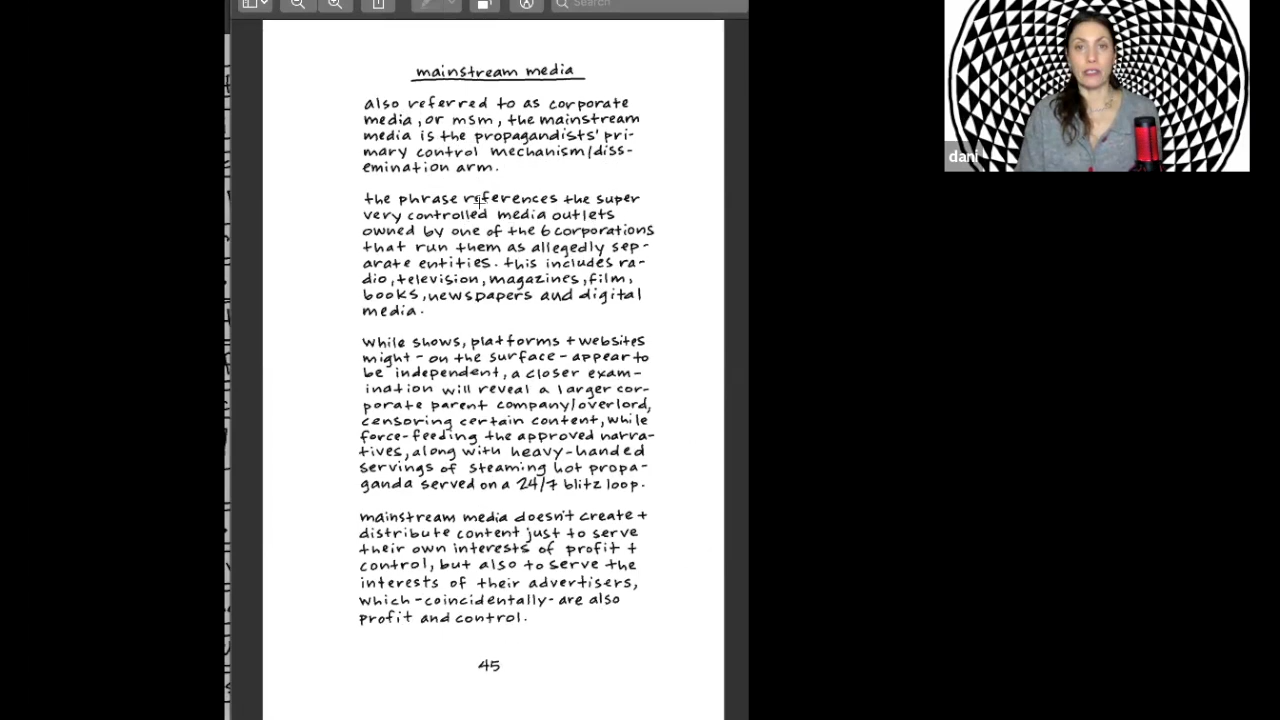 Search
mainstream media
also referred to as corporate
media, or msm, the mainstream
media is the propagandists' pri-
mary control mechanism/diss-
emination arm.
the phrase references the super
very controlled media outlets
owned by one of the 6 corporations
that run them as allegedly sep-
arate entities. this includes ra-
dio, television, magazines, film,
books, newspapers and digital
media.
while shows, platforms + websites
might - on the surface - appear to
be independent, a closer exam-
ination will reveal a larger cor-
porate parent company/overlord,
censoring certain content, while
force-feeding the approved narra-
tives, along with heavy-handed
servings of steaming hot propa-
ganda served on a 24/7 blitz loop.
mainstream media doesn't create +
distribute content just to serve
their own interests of profit +
control, but also to serve the
interests of their advertisers,
which - coincidentally - are also
profit and control.
45
dani